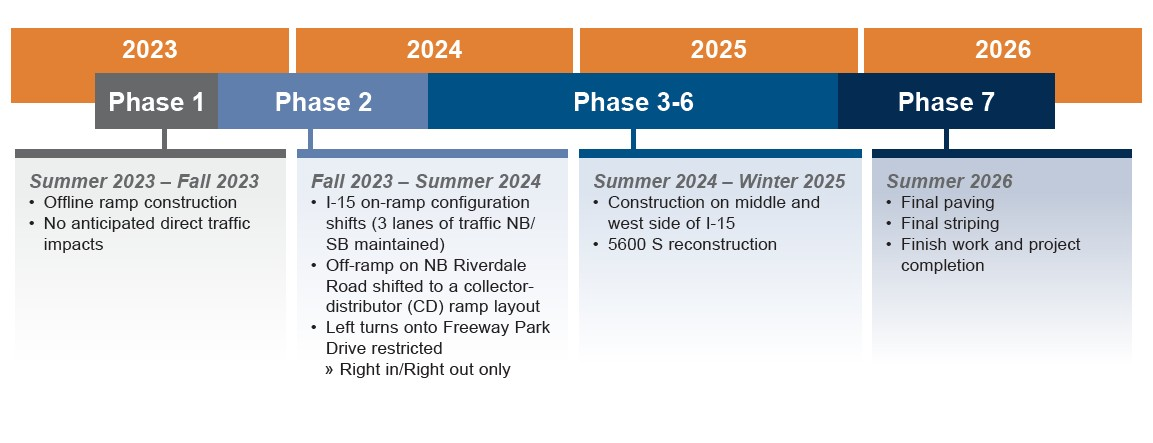 2023
2024
2025
2026
Phase 1
Phase 2
Phase 3-6
Phase 7
Summer 2023 – Fall 2023
• Offline ramp construction
• No anticipated direct traffic
impacts
Fall 2023 – Summer 2024
• I-15 on-ramp configuration
shifts (3 lanes of traffic NB/
SB maintained)
• Off-ramp on NB Riverdale
Road shifted to a collector-
distributor (CD) ramp layout
• Left turns onto Freeway Park
Drive restricted
» Right in/Right out only
Summer 2024 – Winter 2025
• Construction on middle and
west side of I-15
• 5600 S reconstruction
Summer 2026
• Final paving
• Final striping
• Finish work and project
completion